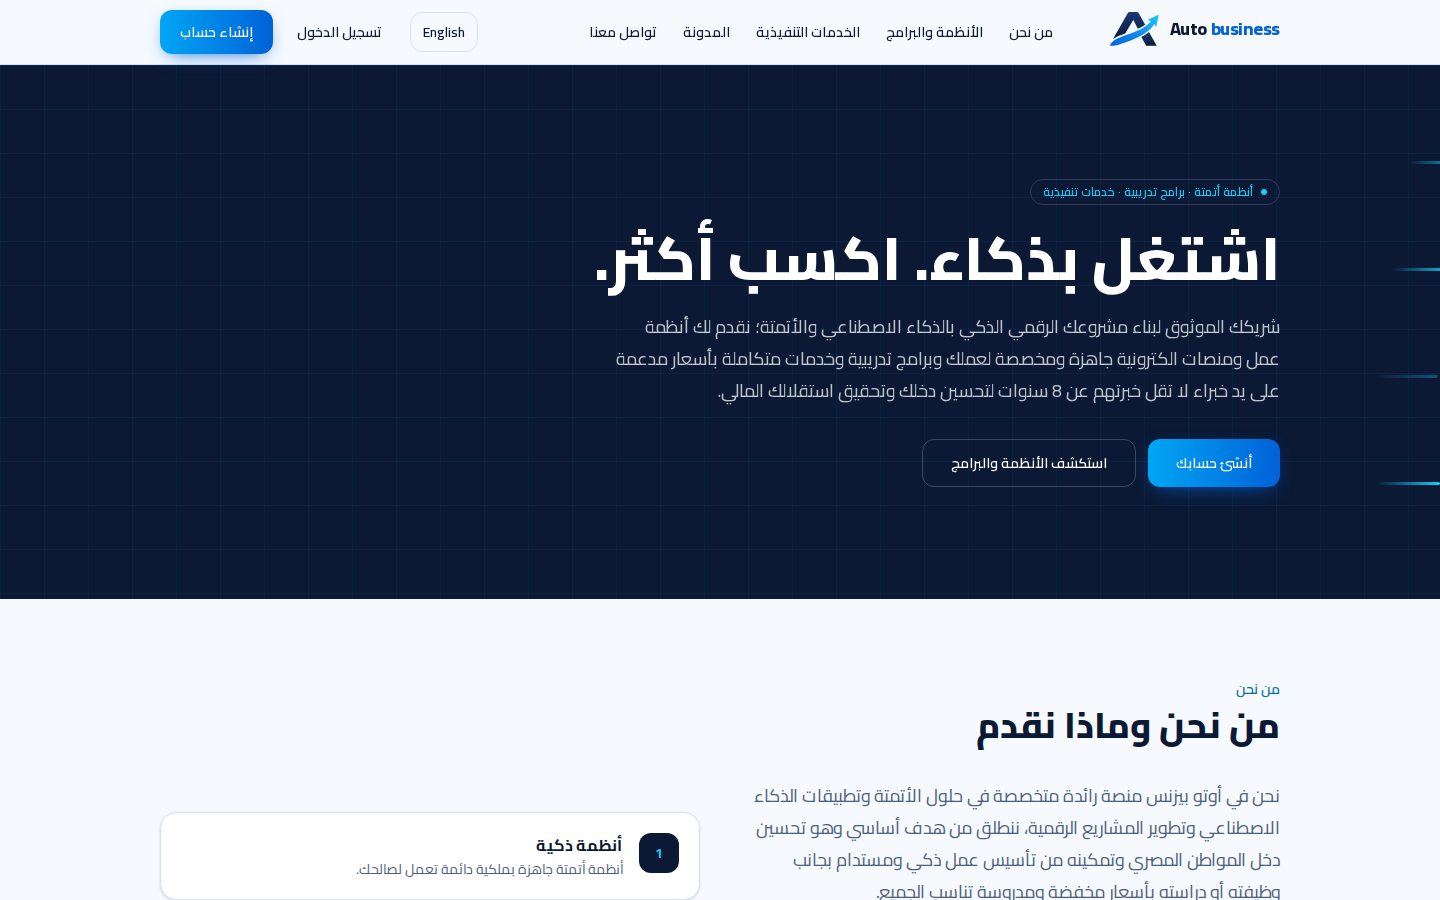 Auto business
من نحن
الأنظمة والبرامج
الخدمات التنفيذية
المدونة
تواصل معنا
English
تسجيل الدخول
إنشاء حساب
أنظمة أتمتة · برامج تدريبية · خدمات تنفيذية
اشتغل بذكاء. اكسب أكثر.
شريكك الموثوق لبناء مشروعك الرقمي الذكي بالذكاء الاصطناعي والأتمتة؛ نقدم لك أنظمة
عمل ومنصات الكترونية جاهزة ومخصصة لعملك وبرامج تدريبية وخدمات متكاملة بأسعار مدعمة
على يد خبراء لا تقل خبرتهم عن 8 سنوات لتحسين دخلك وتحقيق استقلالك المالي.
أنشئ حسابك
استكشف الأنظمة والبرامج
من نحن
من نحن وماذا نقدم
نحن في أوتو بيزنس منصة رائدة متخصصة في حلول الأتمتة وتطبيقات الذكاء
الاصطناعي وتطوير المشاريع الرقمية، ننطلق من هدف أساسي وهو تحسين
دخل المواطن المصري وتمكينه من تأسيس عمل ذكي ومستدام بجانب
وظيفته أو دراسته بأسعار مخفضة ومدروسة تناسب الجميع.
1
أنظمة ذكية
أنظمة أتمتة جاهزة بملكية دائمة تعمل لصالحك.